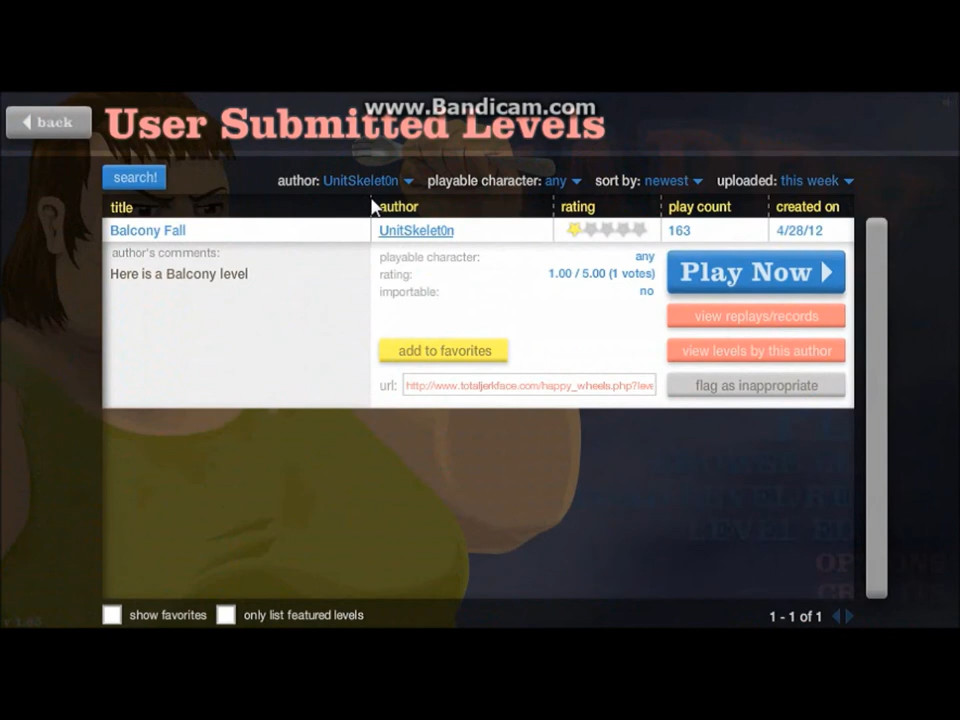 www.Bandicam.com
back
User Submitted Levels
search!
author: UnitSkelet0n playable character: any sort by: newest uploaded: this week
title author rating play count created on
Balcony Fall UnitSkelet0n 163 4/28/12
author's comments:
Here is a Balcony level
playable character: any
rating: 1.00 / 5.00 (1 votes)
importable: no
add to favorites
url: http://www.totaljerkface.com/happy_wheels.php?leve
Play Now
view replays/records
view levels by this author
flag as inappropriate
LEVEL ED
OPTIONS
show favorites only list featured levels
1 - 1 of 1